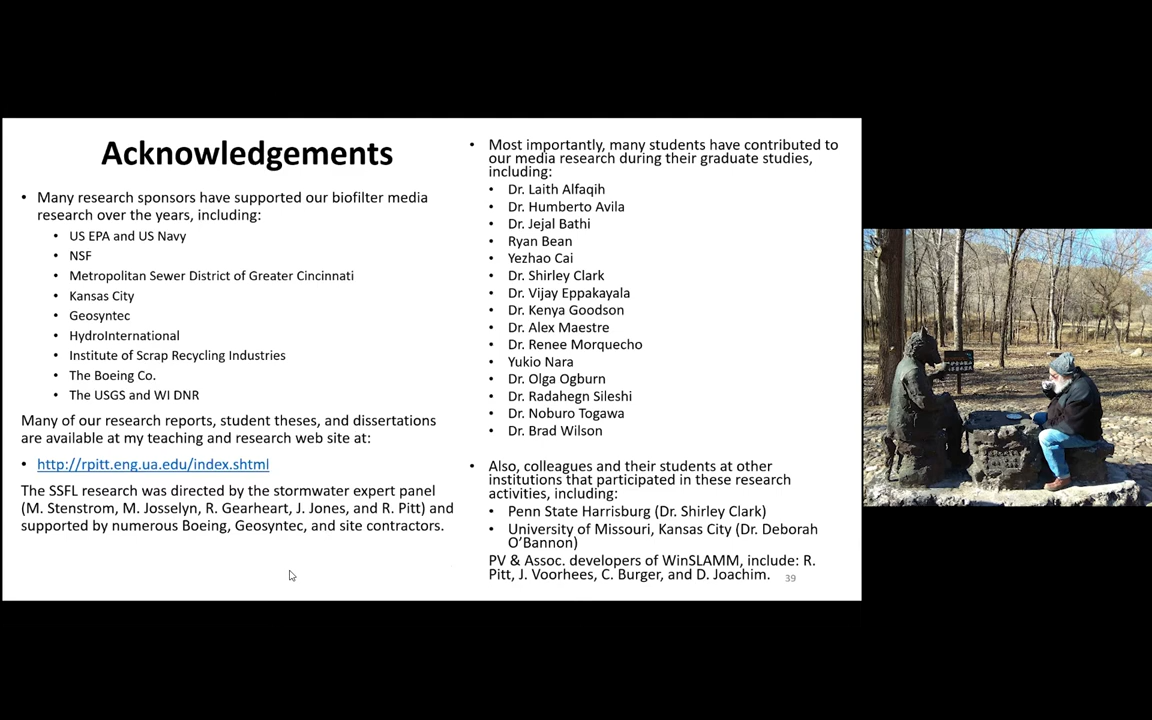 Acknowledgements
• Many research sponsors have supported our biofilter media
research over the years, including:
• US EPA and US Navy
• NSF
• Metropolitan Sewer District of Greater Cincinnati
• Kansas City
• Geosyntec
• HydroInternational
• Institute of Scrap Recycling Industries
• The Boeing Co.
• The USGS and WI DNR
Many of our research reports, student theses, and dissertations
are available at my teaching and research web site at:
• http://rpitt.eng.ua.edu/index.shtml
The SSFL research was directed by the stormwater expert panel
(M. Stenstrom, M. Josselyn, R. Gearheart, J. Jones, and R. Pitt) and
supported by numerous Boeing, Geosyntec, and site contractors.
• Most importantly, many students have contributed to
our media research during their graduate studies,
including:
• Dr. Laith Alfaqih
• Dr. Humberto Avila
• Dr. Jejal Bathi
• Ryan Bean
• Yezhao Cai
• Dr. Shirley Clark
• Dr. Vijay Eppakayala
• Dr. Kenya Goodson
• Dr. Alex Maestre
• Dr. Renee Morquecho
• Yukio Nara
• Dr. Olga Ogburn
• Dr. Radahegn Sileshi
• Dr. Noburo Togawa
• Dr. Brad Wilson
• Also, colleagues and their students at other
institutions that participated in these research
activities, including:
• Penn State Harrisburg (Dr. Shirley Clark)
• University of Missouri, Kansas City (Dr. Deborah
O’Bannon)
PV & Assoc. developers of WinSLAMM, include: R.
Pitt, J. Voorhees, C. Burger, and D. Joachim.
39